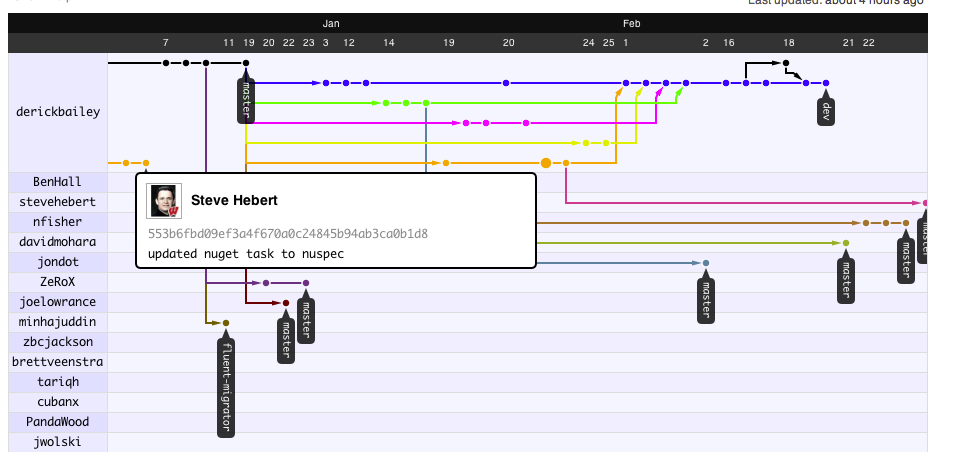 Last updated: about 4 hours ago
Jan Feb
7 11 19 20 22 23 3 12 14 19 20 24 25 1 2 16 18 21 22
derickbailey
master
dev
BenHall
stevehebert
nfisher
davidmohara
jondot
ZeRoX
joelowrance
minhajuddin
zbcjackson
brettveenstra
tariqh
cubanx
PandaWood
jwolski
Steve Hebert
553b6fbd09ef3a4f670a0c24845b94ab3ca0b1d8
updated nuget task to nuspec
master
master
master
master
master
master
fluent-migrator